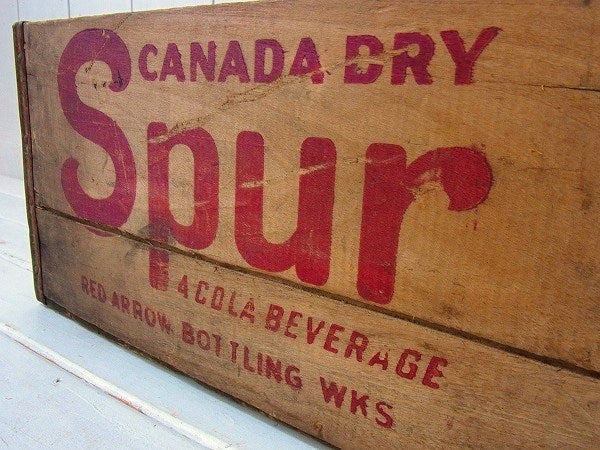 CANADA DRY
Spur
A COLA BEVERAGE
RED ARROW BOTTLING WKS